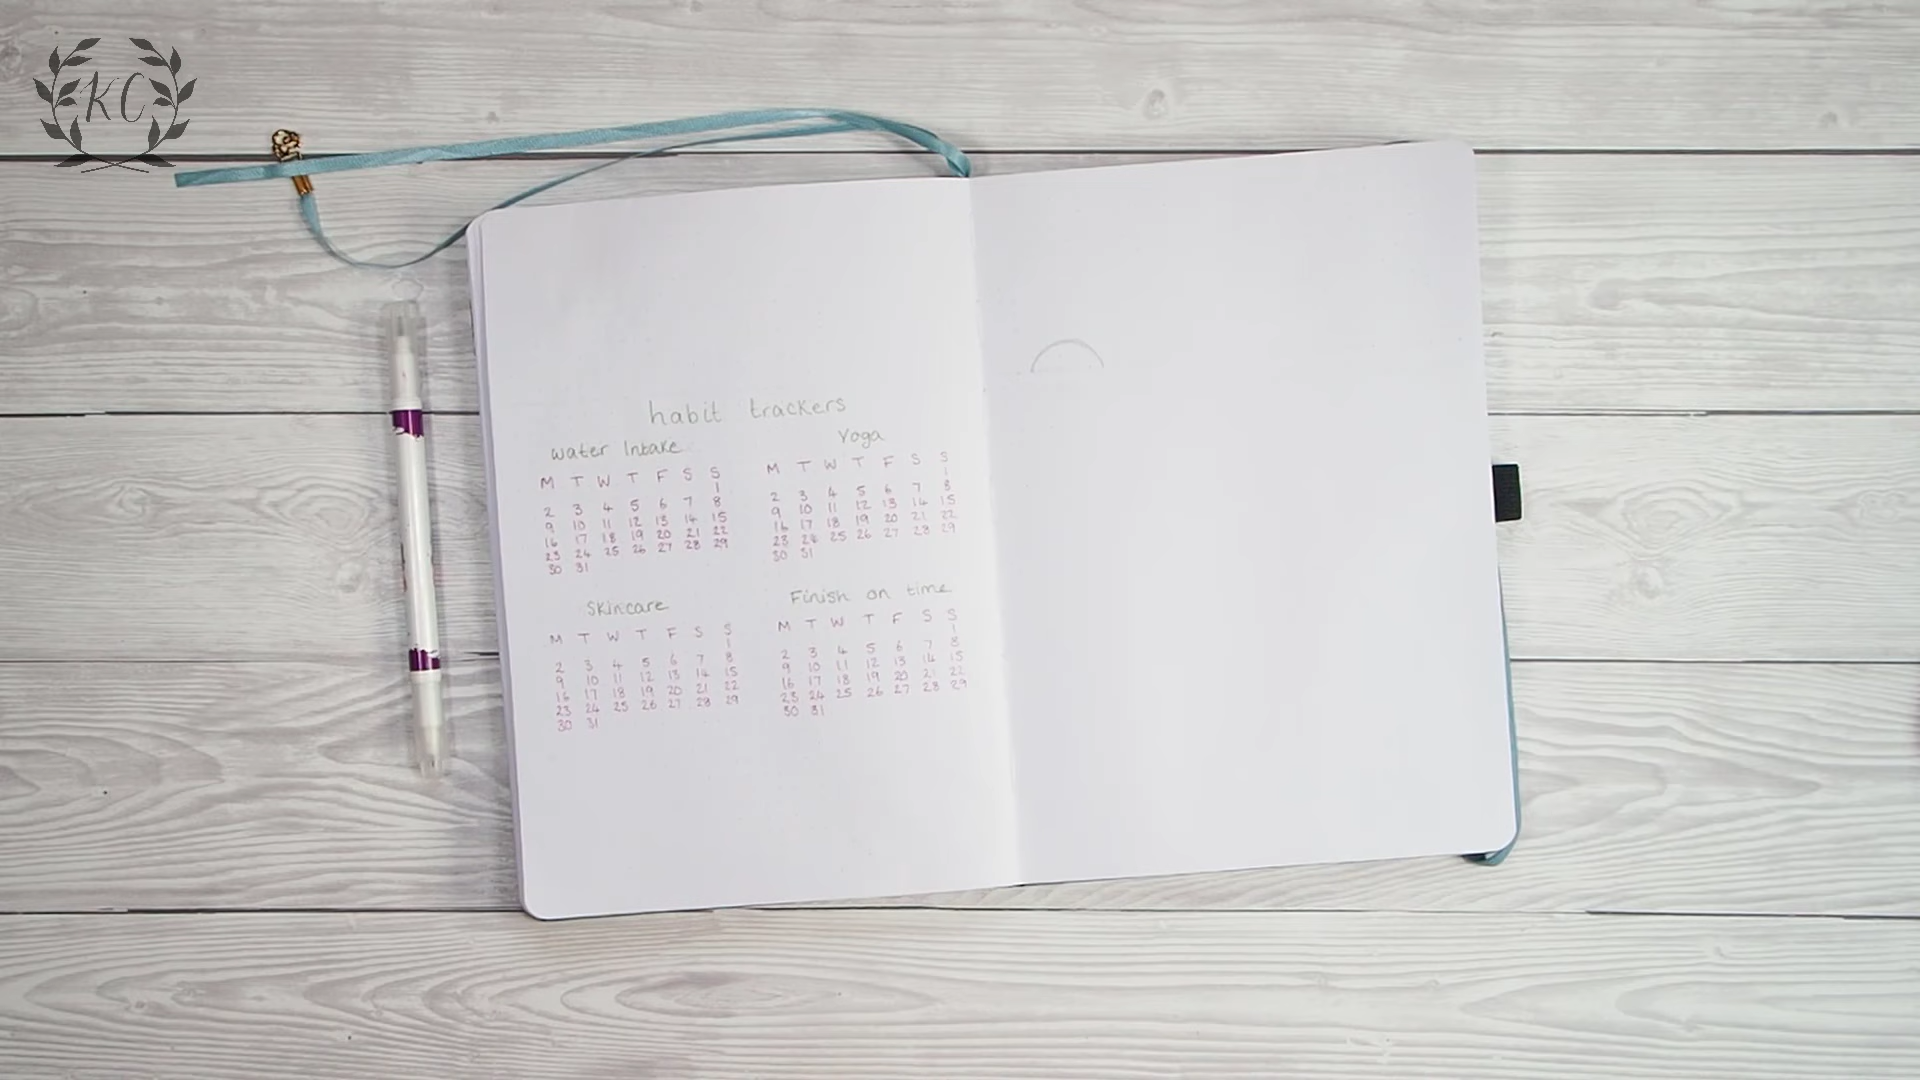 KC
habit trackers
Water Intake
M T W T F S S
1
2 3 4 5 6 7 8
9 10 11 12 13 14 15
16 17 18 19 20 21 22
23 24 25 26 27 28 29
30 31
Yoga
M T W T F S S
1
2 3 4 5 6 7 8
9 10 11 12 13 14 15
16 17 18 19 20 21 22
23 24 25 26 27 28 29
30 31
Skincare
M T W T F S S
1
2 3 4 5 6 7 8
9 10 11 12 13 14 15
16 17 18 19 20 21 22
23 24 25 26 27 28 29
30 31
Finish on time
M T W T F S S
1
2 3 4 5 6 7 8
9 10 11 12 13 14 15
16 17 18 19 20 21 22
23 24 25 26 27 28 29
30 31